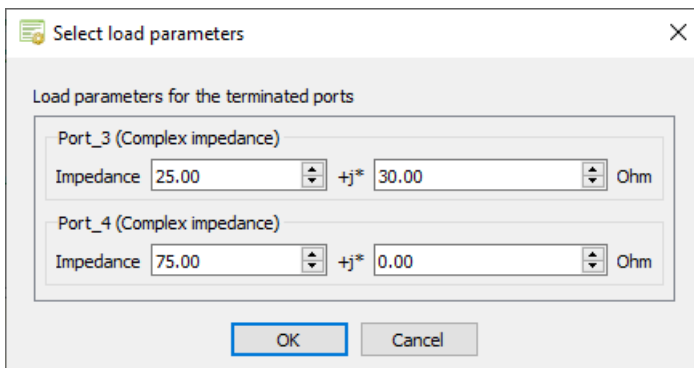 Select load parameters
Load parameters for the terminated ports
Port_3 (Complex impedance)
Impedance 25.00 +j* 30.00 Ohm
Port_4 (Complex impedance)
Impedance 75.00 +j* 0.00 Ohm
OK Cancel